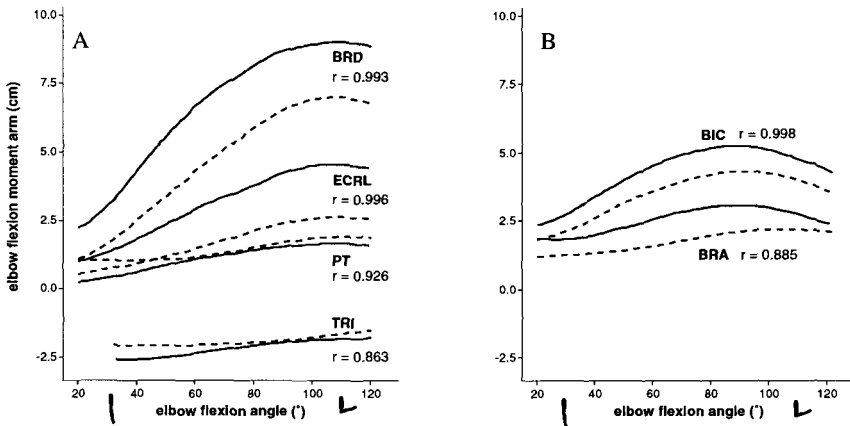 A
10.0
7.5
5.0
2.5
0.0
-2.5
elbow flexion moment arm (cm)
BRD
r = 0.993
ECRL
r = 0.996
PT
r = 0.926
TRI
r = 0.863
20 40 60 80 100 120
elbow flexion angle (°)
B
10.0
7.5
5.0
2.5
0.0
-2.5
BIC r = 0.998
BRA r = 0.885
20 40 60 80 100 120
elbow flexion angle (°)